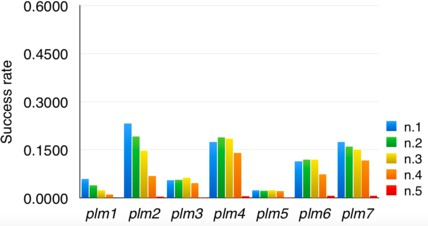 0.6000
0.4500
0.3000
0.1500
0.0000
Success rate
plm1 plm2 plm3 plm4 plm5 plm6 plm7
n.1
n.2
n.3
n.4
n.5